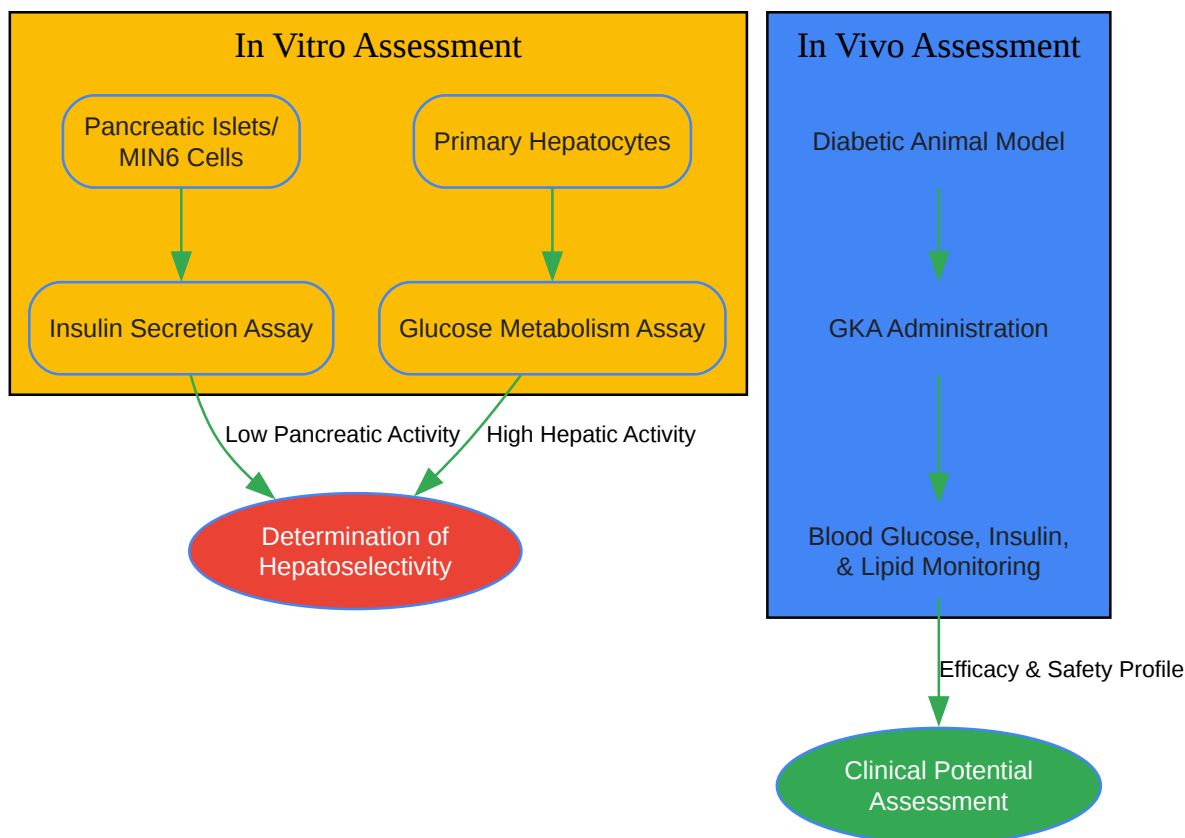 In Vitro Assessment
Pancreatic Islets/
MIN6 Cells
Primary Hepatocytes
Insulin Secretion Assay
Glucose Metabolism Assay
Low Pancreatic Activity
High Hepatic Activity
Determination of
Hepatoselectivity
In Vivo Assessment
Diabetic Animal Model
GKA Administration
Blood Glucose, Insulin,
& Lipid Monitoring
Efficacy & Safety Profile
Clinical Potential
Assessment